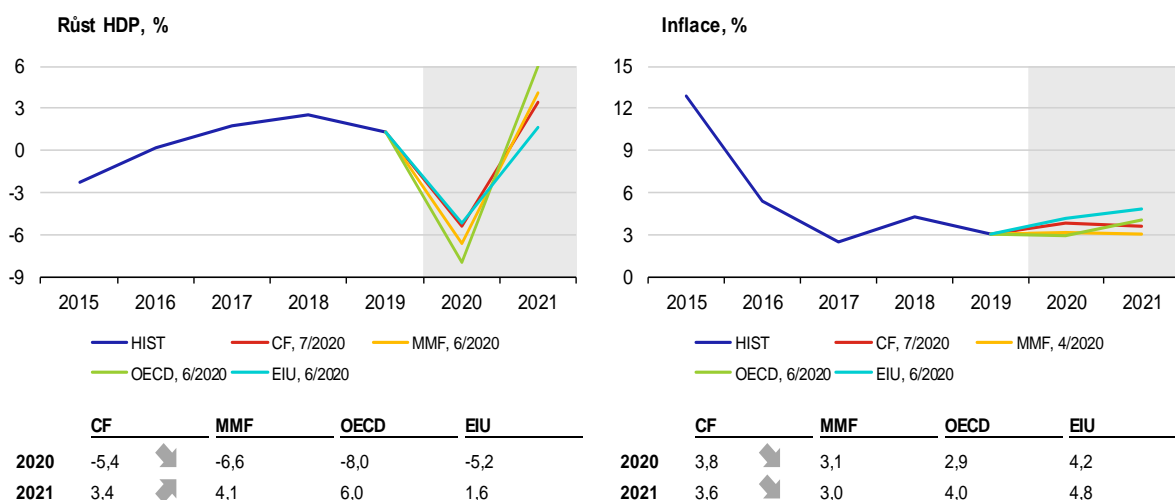 Růst HDP, %
6
3
0
-3
-6
-9
2015 2016 2017 2018 2019 2020 2021
HIST CF, 7/2020 MMF, 6/2020
OECD, 6/2020 EIU, 6/2020
CF MMF OECD EIU
2020 -5,4 -6,6 -8,0 -5,2
2021 3,4 4,1 6,0 1,6
Inflace, %
15
12
9
6
3
0
2015 2016 2017 2018 2019 2020 2021
HIST CF, 7/2020 MMF, 4/2020
OECD, 6/2020 EIU, 6/2020
CF MMF OECD EIU
2020 3,8 3,1 2,9 4,2
2021 3,6 3,0 4,0 4,8